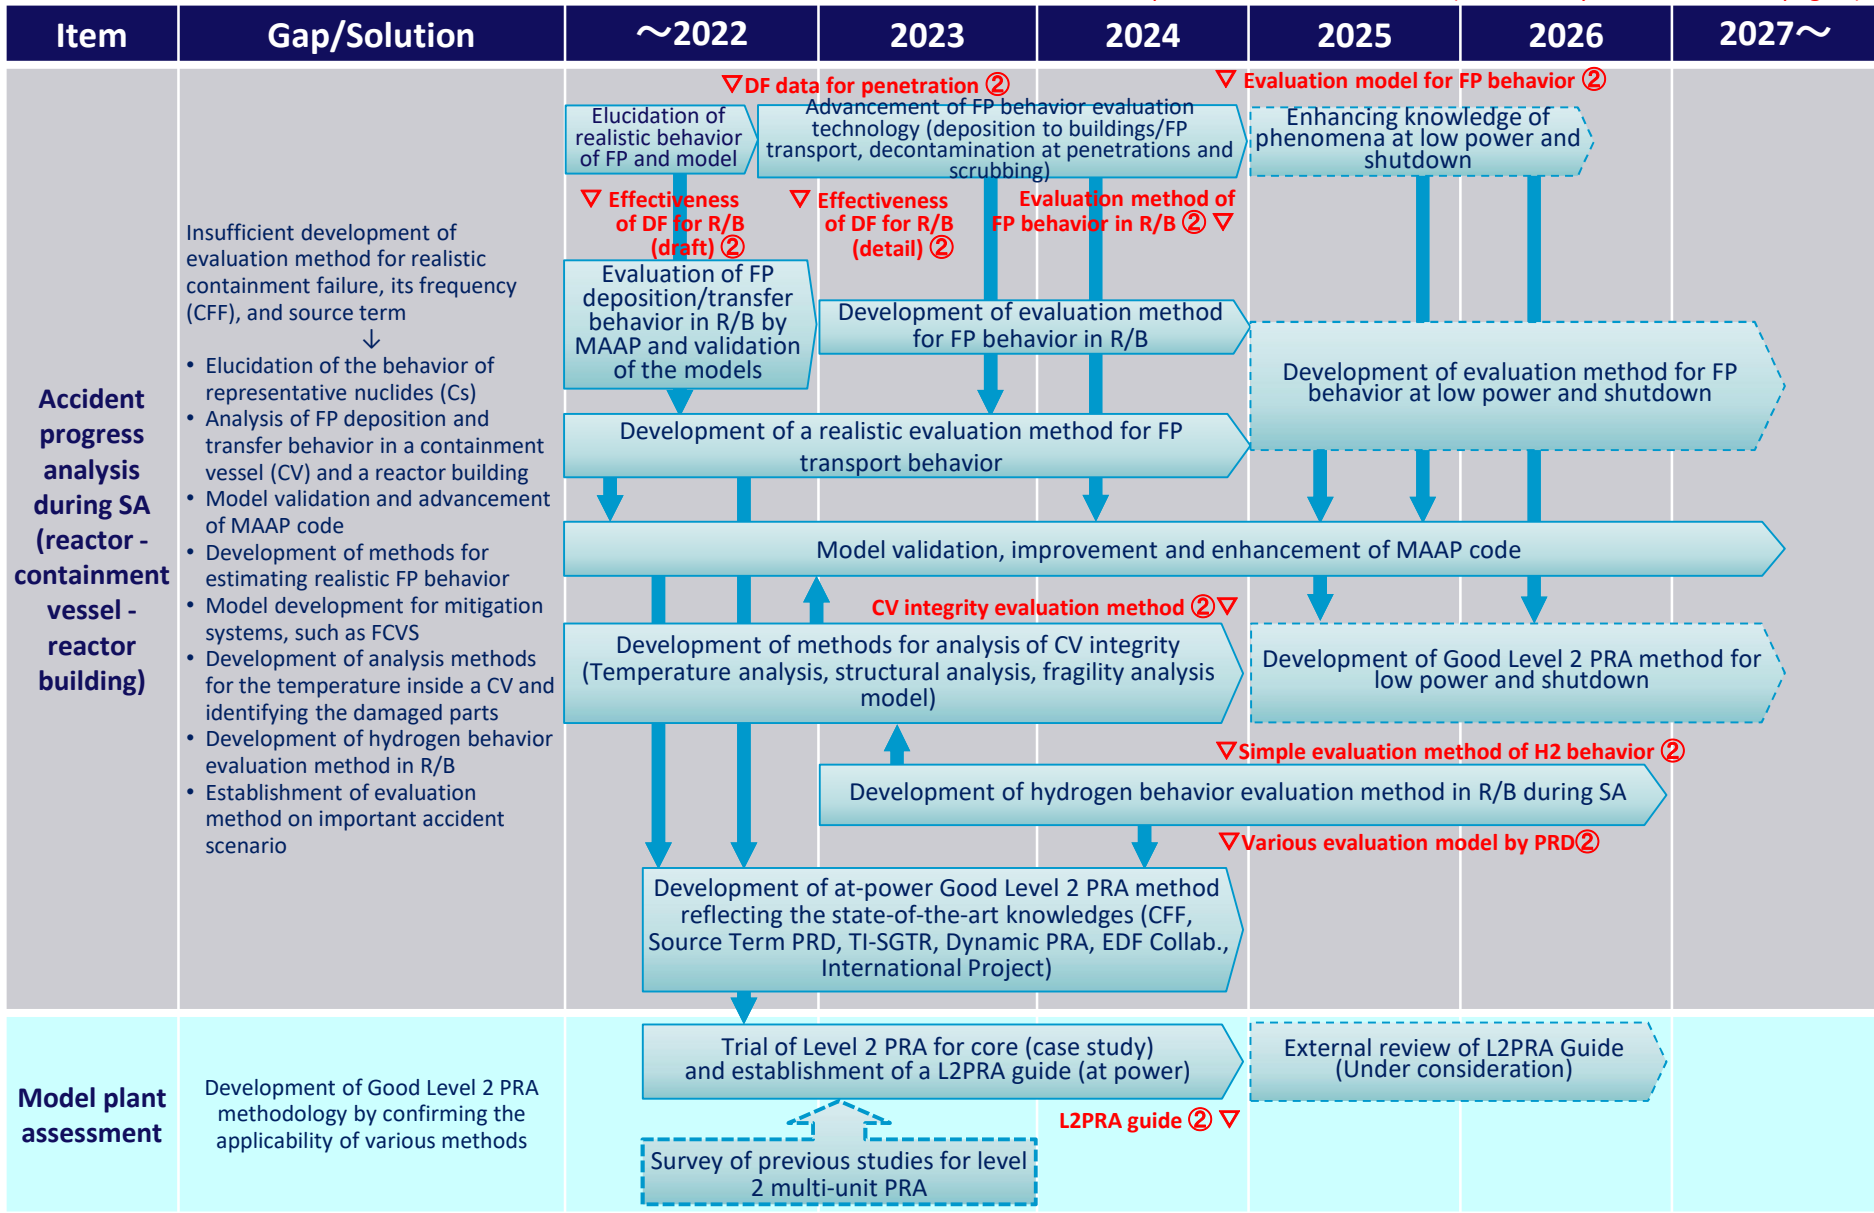 Item
Gap/Solution
～2022
2023
2024
2025
2026
2027～
Accident
progress
analysis
during SA
(reactor -
containment
vessel -
reactor
building)
Insufficient development of
evaluation method for realistic
containment failure, its frequency
(CFF), and source term
↓
• Elucidation of the behavior of
representative nuclides (Cs)
• Analysis of FP deposition and
transfer behavior in a containment
vessel (CV) and a reactor building
• Model validation and advancement
of MAAP code
• Development of methods for
estimating realistic FP behavior
• Model development for mitigation
systems, such as FCVS
• Development of analysis methods
for the temperature inside a CV and
identifying the damaged parts
• Development of hydrogen behavior
evaluation method in R/B
• Establishment of evaluation
method on important accident
scenario
▽DF data for penetration ②
▽ Evaluation model for FP behavior ②
Elucidation of
realistic behavior
of FP and model
Advancement of FP behavior evaluation
technology (deposition to buildings/FP
transport, decontamination at penetrations and
scrubbing)
Enhancing knowledge of
phenomena at low power and
shutdown
▽ Effectiveness
of DF for R/B
(draft) ②
▽ Effectiveness
of DF for R/B
(detail) ②
Evaluation method of
FP behavior in R/B ② ▽
Evaluation of FP
deposition/transfer
behavior in R/B by
MAAP and validation
of the models
Development of evaluation method
for FP behavior in R/B
Development of evaluation method for FP
behavior at low power and shutdown
Development of a realistic evaluation method for FP
transport behavior
Model validation, improvement and enhancement of MAAP code
CV integrity evaluation method ②▽
Development of methods for analysis of CV integrity
(Temperature analysis, structural analysis, fragility analysis
model)
Development of Good Level 2 PRA method for
low power and shutdown
▽Simple evaluation method of H2 behavior ②
Development of hydrogen behavior evaluation method in R/B during SA
▽Various evaluation model by PRD②
Development of at-power Good Level 2 PRA method
reflecting the state-of-the-art knowledges (CFF,
Source Term PRD, TI-SGTR, Dynamic PRA, EDF Collab.,
International Project)
Model plant
assessment
Development of Good Level 2 PRA
methodology by confirming the
applicability of various methods
Trial of Level 2 PRA for core (case study)
and establishment of a L2PRA guide (at power)
External review of L2PRA Guide
(Under consideration)
L2PRA guide ② ▽
Survey of previous studies for level
2 multi-unit PRA